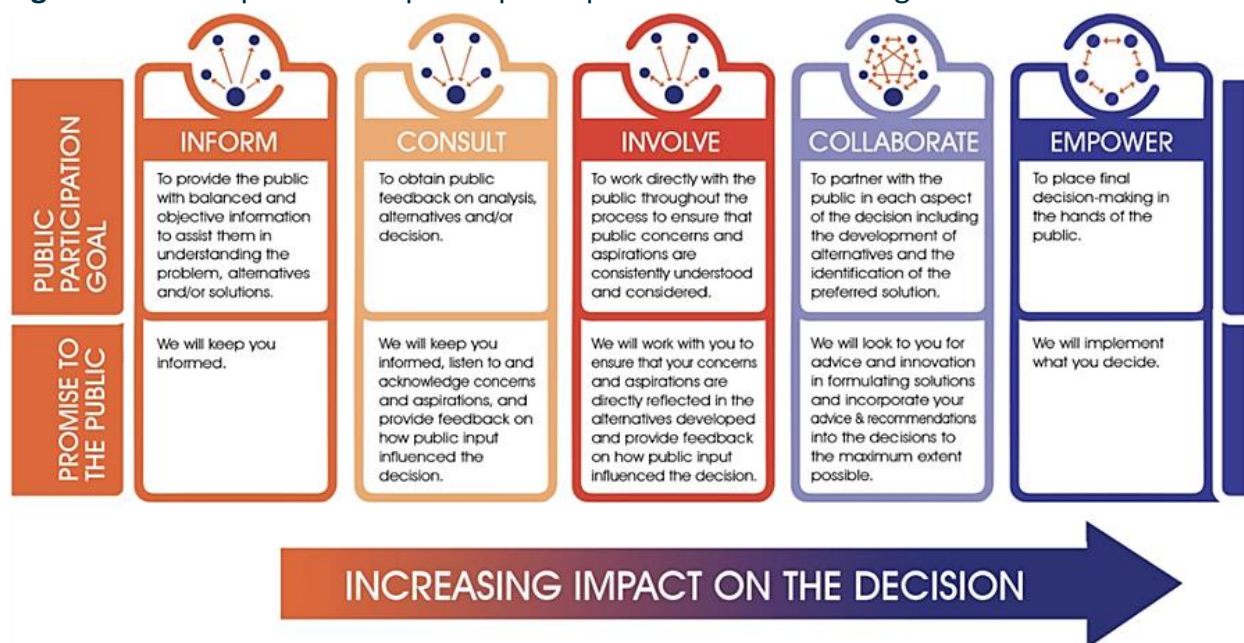 PUBLIC
PARTICIPATION
GOAL
INFORM
To provide the public
with balanced and
objective information
to assist them in
understanding the
problem, alternatives
and/or solutions.
CONSULT
To obtain public
feedback on analysis,
alternatives and/or
decision.
INVOLVE
To work directly with the
public throughout the
process to ensure that
public concerns and
aspirations are
consistently understood
and considered.
COLLABORATE
To partner with the
public in each aspect
of the decision including
the development of
alternatives and the
identification of the
preferred solution.
EMPOWER
To place final
decision-making in
the hands of the
public.
PROMISE TO
THE PUBLIC
We will keep you
informed.
We will keep you
informed, listen to and
acknowledge concerns
and aspirations, and
provide feedback on
how public input
influenced the
decision.
We will work with you to
ensure that your concerns
and aspirations are
directly reflected in the
alternatives developed
and provide feedback
on how public input
influenced the decision.
We will look to you for
advice and innovation
in formulating solutions
and incorporate your
advice & recommendations
into the decisions to
the maximum extent
possible.
We will implement
what you decide.
INCREASING IMPACT ON THE DECISION